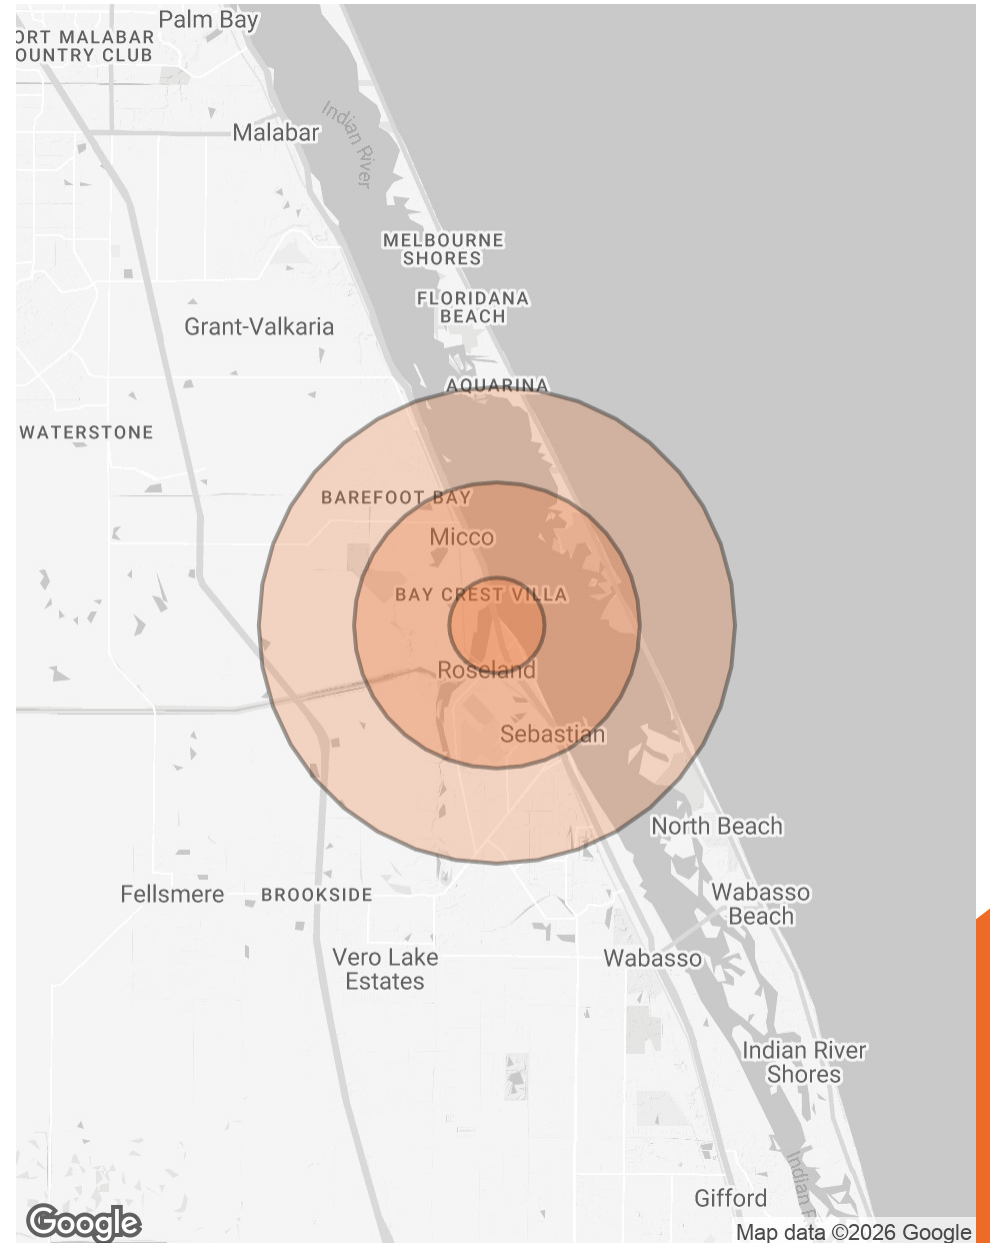 Palm Bay
ORT MALABAR
OUNTRY CLUB
Malabar
Indian River
MELBOURNE
SHORES
FLORIDANA
BEACH
Grant-Valkaria
AQUARINA
WATERSTONE
BAREFOOT BAY
Micco
BAY CREST VILLA
Roseland
Sebastian
North Beach
Fellsmere
BROOKSIDE
Wabasso
Beach
Vero Lake
Estates
Wabasso
Indian River
Shores
Indian R
Gifford
Google
Map data ©2026 Google